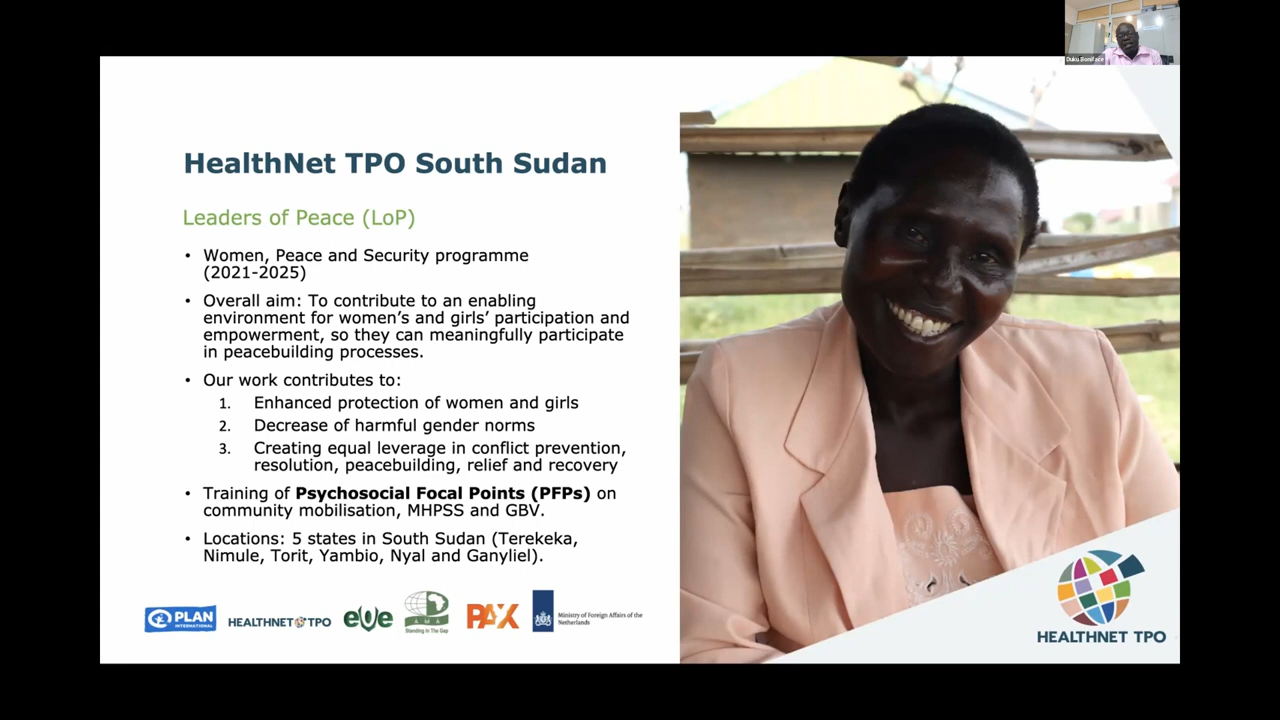 Duku Boniface
HealthNet TPO South Sudan
Leaders of Peace (LoP)
• Women, Peace and Security programme
(2021-2025)
• Overall aim: To contribute to an enabling
environment for women’s and girls’ participation and
empowerment, so they can meaningfully participate
in peacebuilding processes.
• Our work contributes to:
1. Enhanced protection of women and girls
2. Decrease of harmful gender norms
3. Creating equal leverage in conflict prevention,
resolution, peacebuilding, relief and recovery
• Training of Psychosocial Focal Points (PFPs) on
community mobilisation, MHPSS and GBV.
• Locations: 5 states in South Sudan (Terekeka,
Nimule, Torit, Yambio, Nyal and Ganyliel).
PLAN
INTERNATIONAL
HEALTHNET TPO
eve
AMA
Standing In The Gap
PAX
Ministry of Foreign Affairs of the
Netherlands
HEALTHNET TPO